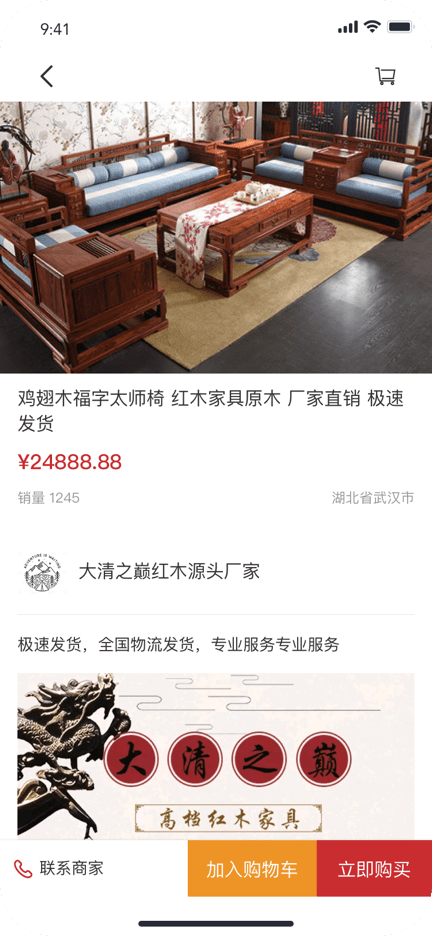 9:41
鸡翅木福字太师椅 红木家具原木 厂家直销 极速
发货
¥24888.88
销量 1245
湖北省武汉市
ADVENTURE IS WAITING
大清之巅红木源头厂家
极速发货，全国物流发货，专业服务专业服务
大清之巅
高档红木家具
联系商家
加入购物车
立即购买